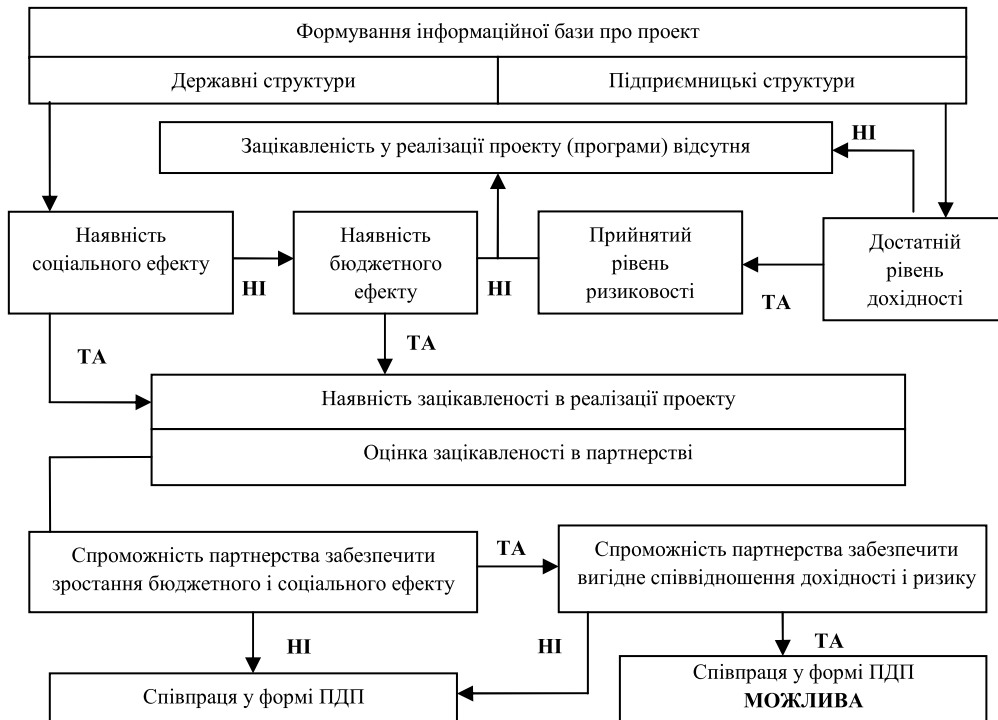 Формування інформаційної бази про проект
Державні структури
Підприємницькі структури
НІ
Зацікавленість у реалізації проекту (програми) відсутня
Наявність
соціального ефекту
НІ
Наявність
бюджетного
ефекту
НІ
Прийнятий
рівень
ризиковості
ТА
Достатній
рівень
дохідності
ТА
ТА
Наявність зацікавленості в реалізації проекту
Оцінка зацікавленості в партнерстві
Спроможність партнерства забезпечити
зростання бюджетного і соціального ефекту
ТА
Спроможність партнерства забезпечити
вигідне співвідношення дохідності і ризику
НІ
НІ
ТА
Співпраця у формі ПДП
Співпраця у формі ПДП
МОЖЛИВА